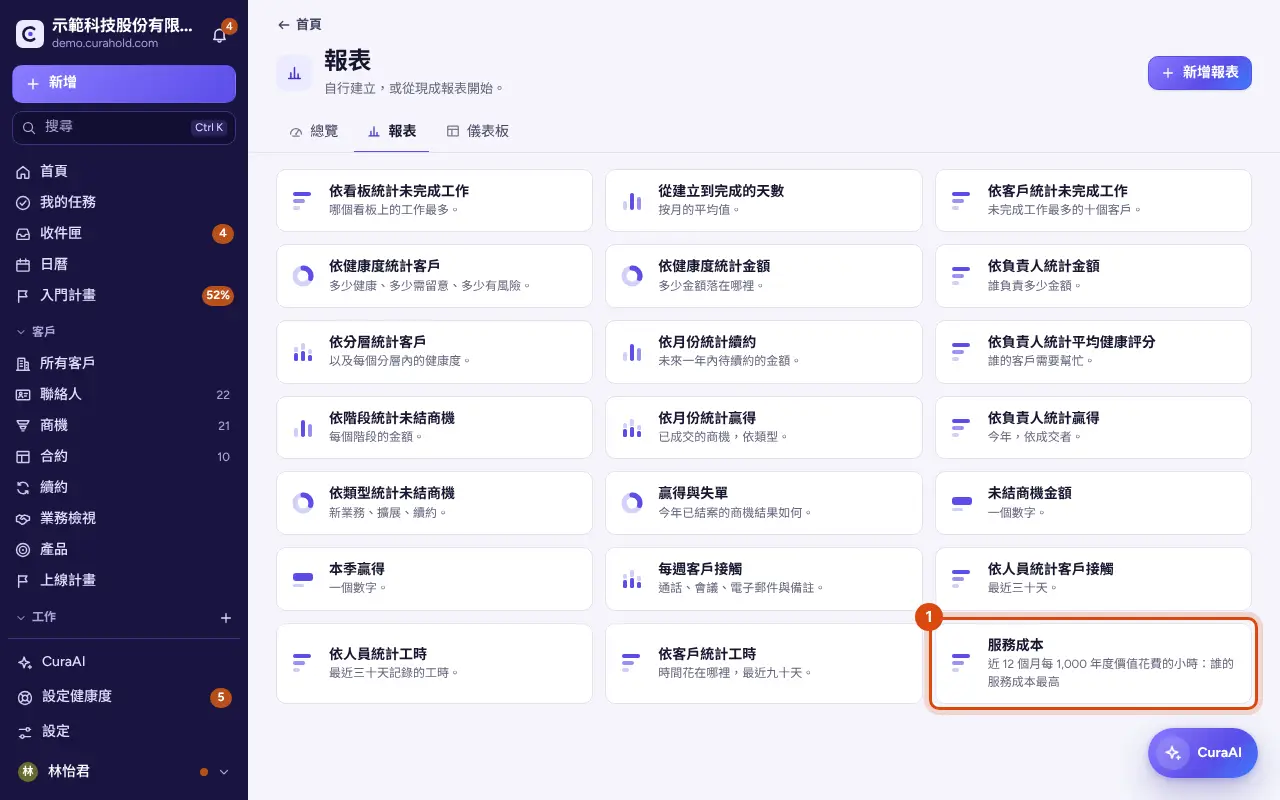 示範科技股份有限...
demo.curahold.com
4
新增
搜尋
Ctrl K
首頁
我的任務
收件匣
4
日曆
入門計畫
52%
客戶
所有客戶
聯絡人
22
商機
21
合約
10
續約
業務檢視
產品
上線計畫
工作
CuraAI
設定健康度
5
設定
林
林怡君
首頁
報表
自行建立，或從現成報表開始。
新增報表
總覽
報表
儀表板
依看板統計未完成工作
哪個看板上的工作最多。
從建立到完成的天數
按月的平均值。
依客戶統計未完成工作
未完成工作最多的十個客戶。
依健康度統計客戶
多少健康、多少需留意、多少有風險。
依健康度統計金額
多少金額落在哪裡。
依負責人統計金額
誰負責多少金額。
依分層統計客戶
以及每個分層內的健康度。
依月份統計續約
未來一年內待續約的金額。
依負責人統計平均健康評分
誰的客戶需要幫忙。
依階段統計未結商機
每個階段的金額。
依月份統計贏得
已成交的商機，依類型。
依負責人統計贏得
今年，依成交者。
依類型統計未結商機
新業務、擴展、續約。
贏得與失單
今年已結案的商機結果如何。
未結商機金額
一個數字。
本季贏得
一個數字。
每週客戶接觸
通話、會議、電子郵件與備註。
依人員統計客戶接觸
最近三十天。
依人員統計工時
最近三十天記錄的工時。
依客戶統計工時
時間花在哪裡，最近九十天。
1
服務成本
近 12 個月每 1,000 年度價值花費的小時：誰的
服務成本最高
CuraAI